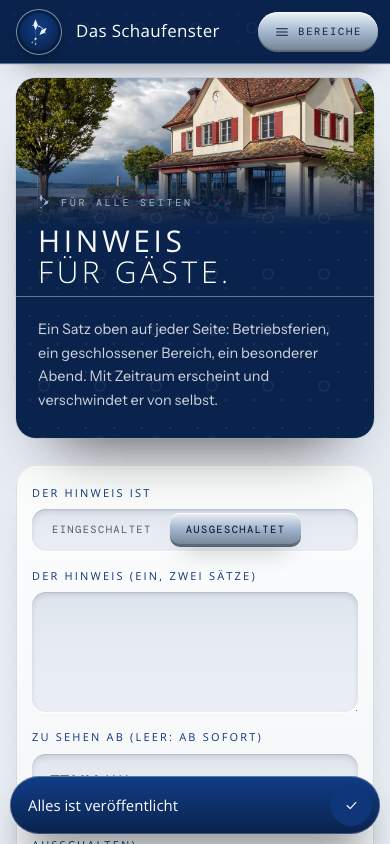 Das Schaufenster
BEREICHE
FÜR ALLE SEITEN
HINWEIS
FÜR GÄSTE.
Ein Satz oben auf jeder Seite: Betriebsferien,
ein geschlossener Bereich, ein besonderer
Abend. Mit Zeitraum erscheint und
verschwindet er von selbst.
DER HINWEIS IST
EINGESCHALTET
AUSGESCHALTET
DER HINWEIS (EIN, ZWEI SÄTZE)
ZU SEHEN AB (LEER: AB SOFORT)
Alles ist veröffentlicht
AUSSCHALTEN)